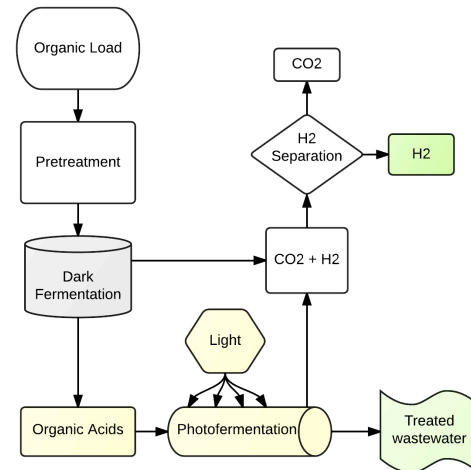 Organic Load
CO2
H2
Separation
H2
Pretreatment
Dark
Fermentation
CO2 + H2
Light
Organic Acids
Photofermentation
Treated
wastewater